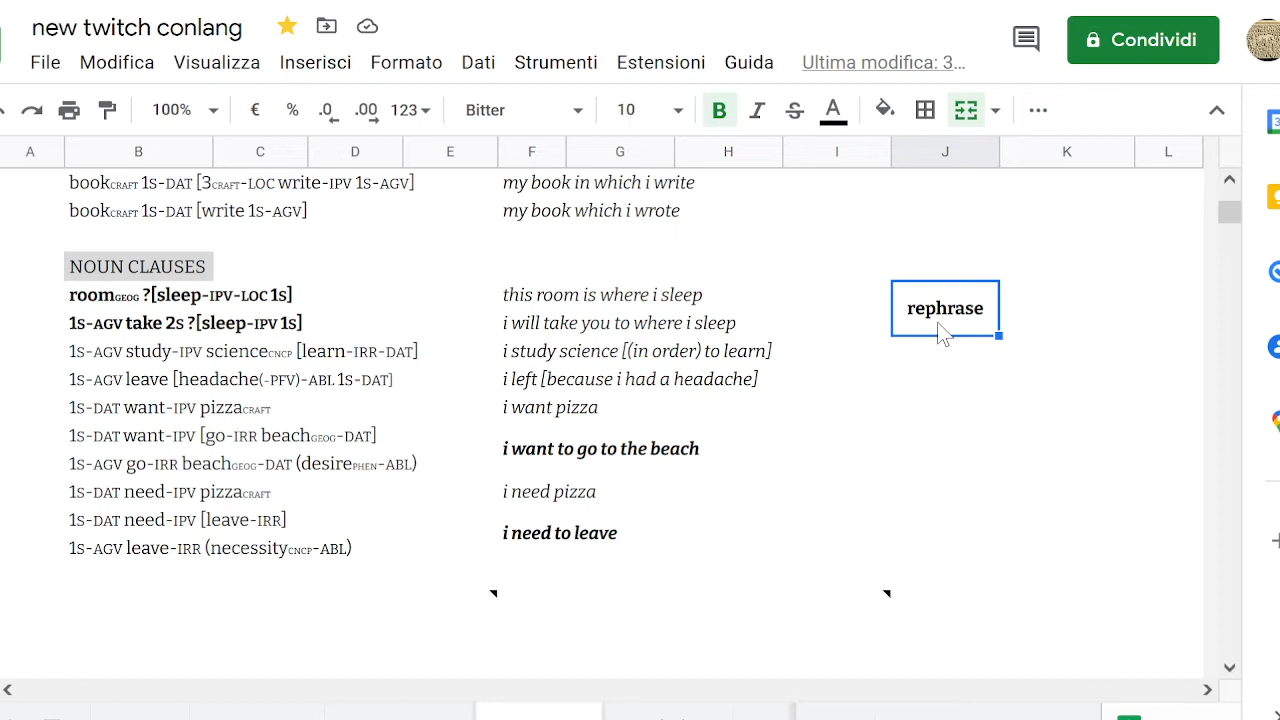 new twitch conlang
Condividi
File Modifica Visualizza Inserisci Formato Dati Strumenti Estensioni Guida Ultima modifica: 3…
100% € % .0 .00 123 Bitter 10 B I S A
A B C D E F G H I J K L
bookCRAFT 1S-DAT [3CRAFT-LOC write-IPV 1S-AGV] my book in which i write
bookCRAFT 1S-DAT [write 1S-AGV] my book which i wrote
NOUN CLAUSES
roomGEOG ?[sleep-IPV-LOC 1S] this room is where i sleep
rephrase
1S-AGV take 2S ?[sleep-IPV 1S] i will take you to where i sleep
1S-AGV study-IPV scienceCNCP [learn-IRR-DAT] i study science [(in order) to learn]
1S-AGV leave [headache(-PFV)-ABL 1S-DAT] i left [because i had a headache]
1S-DAT want-IPV pizzaCRAFT i want pizza
1S-DAT want-IPV [go-IRR beachGEOG-DAT]
i want to go to the beach
1S-AGV go-IRR beachGEOG-DAT (desirePHEN-ABL)
1S-DAT need-IPV pizzaCRAFT i need pizza
1S-DAT need-IPV [leave-IRR]
i need to leave
1S-AGV leave-IRR (necessityCNCP-ABL)